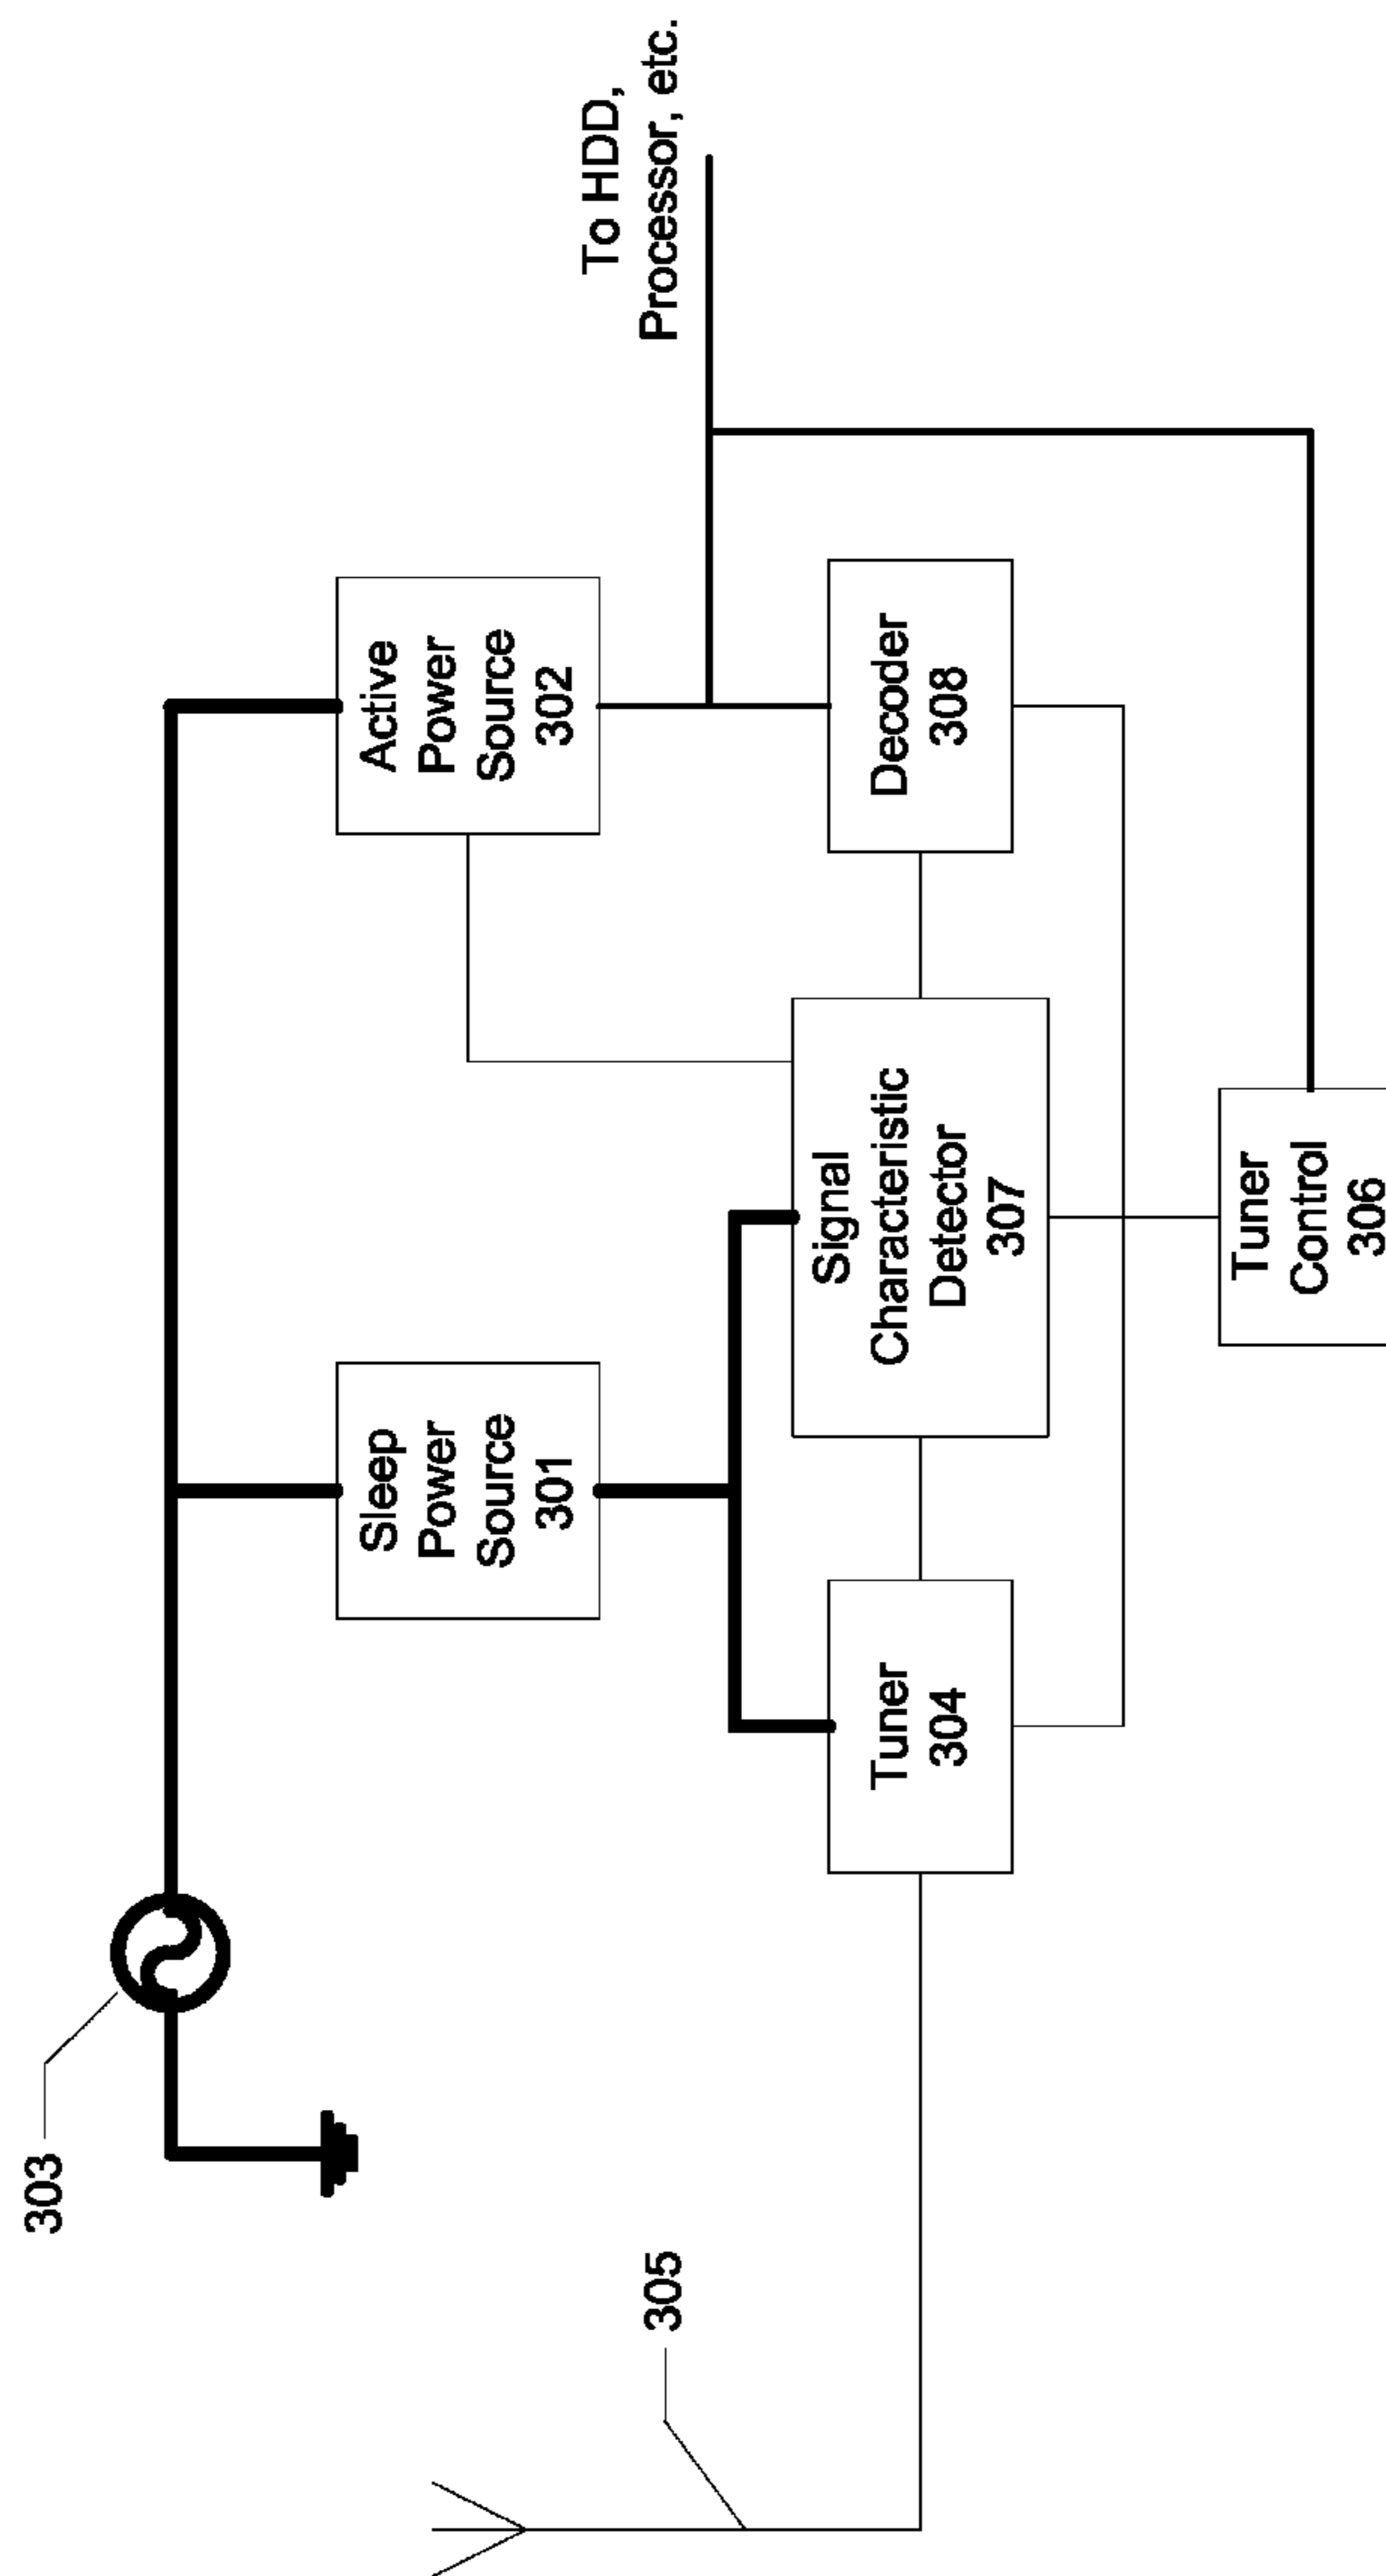 303
Sleep
Power
Source
301
Active
Power
Source
302
To HDD,
Processor, etc.
305
Tuner
304
Signal
Characteristic
Detector
307
Decoder
308
Tuner
Control
306